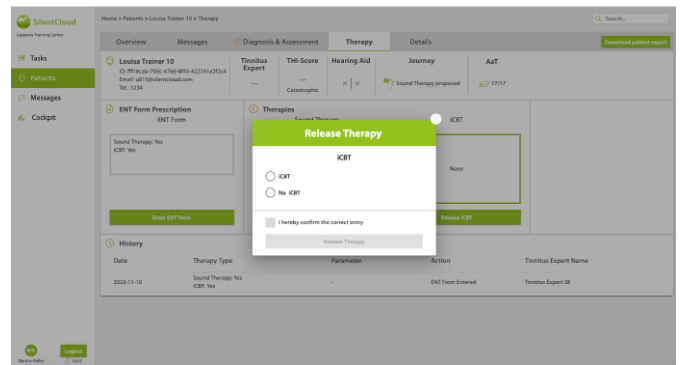 SilentCloud
Lappeno Training Center
Tasks
Patients
Messages
Cockpit
Logout
Home > Patients > Louisa Trainer 10 > Therapy
Search...
Overview
Messages
Diagnosis & Assessment
Therapy
Details
Download patient report
Louisa Trainer 10
Email: u015@silentcloud.com
Tel.: 1234
Tinnitus Expert
—
THI-Score
—
Catastrophic
Hearing Aid
× | ×
Journey
Sound Therapy proposed
AaT
17/17
ENT Form Prescription
ENT Form
Sound Therapy: Yes
iCBT: Yes
Enter ENT Form
Therapies
Sound Therapy
iCBT
None
Release iCBT
Release Therapy
iCBT
iCBT
No iCBT
I hereby confirm the correct entry
Release Therapy
History
Date
Therapy Type
Parameter
Action
Tinnitus Expert Name
2022-11-10
Sound Therapy: Yes
iCBT: Yes
-
ENT Form Entered
Tinnitus Expert 08